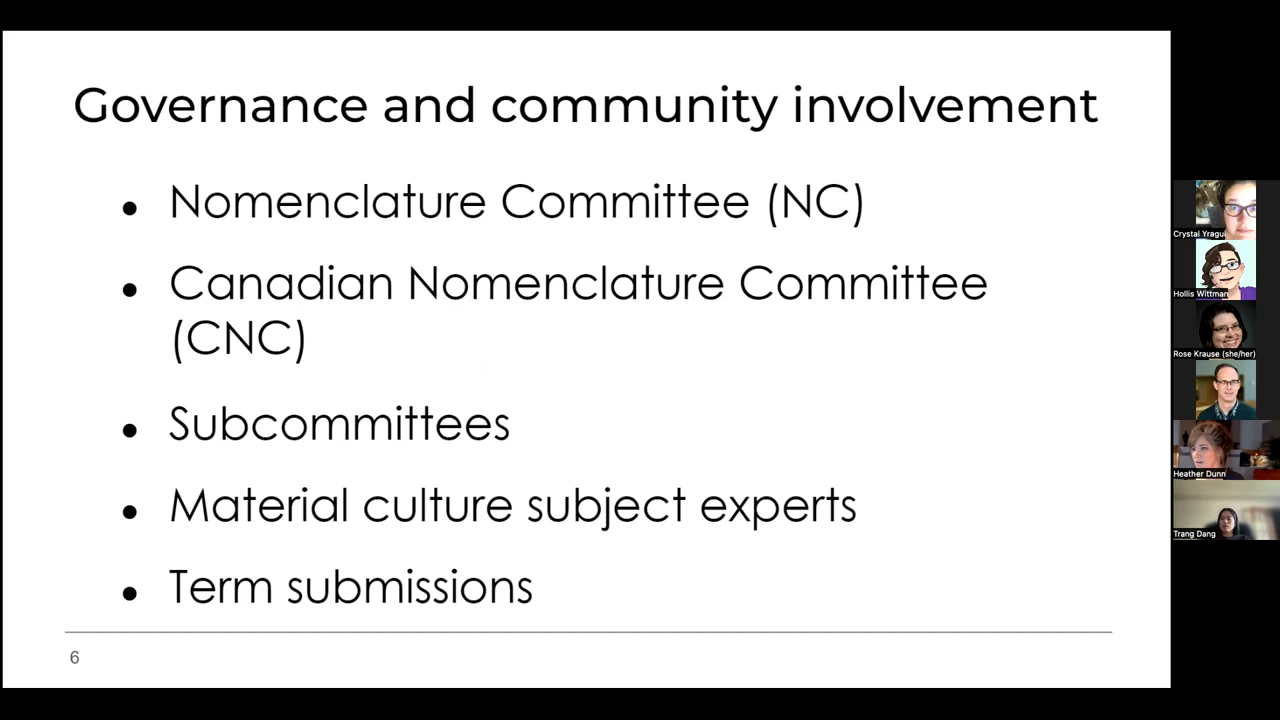 Governance and community involvement
● Nomenclature Committee (NC)
● Canadian Nomenclature Committee
(CNC)
● Subcommittees
● Material culture subject experts
● Term submissions
6
Crystal Yragui
Hollis Wittman
Rose Krause (she/her)
Heather Dunn
Trang Dang